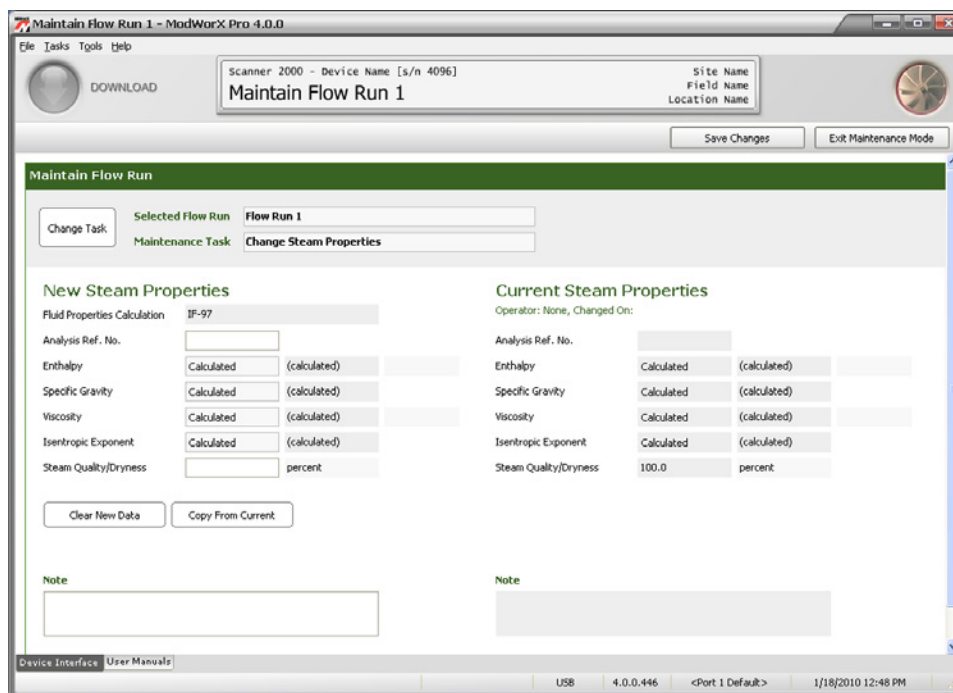 Maintain Flow Run 1 - ModWorX Pro 4.0.0
File Tasks Tools Help
DOWNLOAD
Scanner 2000 - Device Name [s/n 4096]
Maintain Flow Run 1
Site Name
Field Name
Location Name
Save Changes Exit Maintenance Mode
Maintain Flow Run
Change Task
Selected Flow Run Flow Run 1
Maintenance Task Change Steam Properties
New Steam Properties
Fluid Properties Calculation IF-97
Analysis Ref. No.
Enthalpy Calculated (calculated)
Specific Gravity Calculated (calculated)
Viscosity Calculated (calculated)
Isentropic Exponent Calculated (calculated)
Steam Quality/Dryness percent
Clear New Data Copy From Current
Note
Current Steam Properties
Operator: None, Changed On:
Analysis Ref. No.
Enthalpy Calculated (calculated)
Specific Gravity Calculated (calculated)
Viscosity Calculated (calculated)
Isentropic Exponent Calculated (calculated)
Steam Quality/Dryness 100.0 percent
Note
Device Interface User Manuals
USB 4.0.0.446 <Port 1 Default> 1/18/2010 12:48 PM